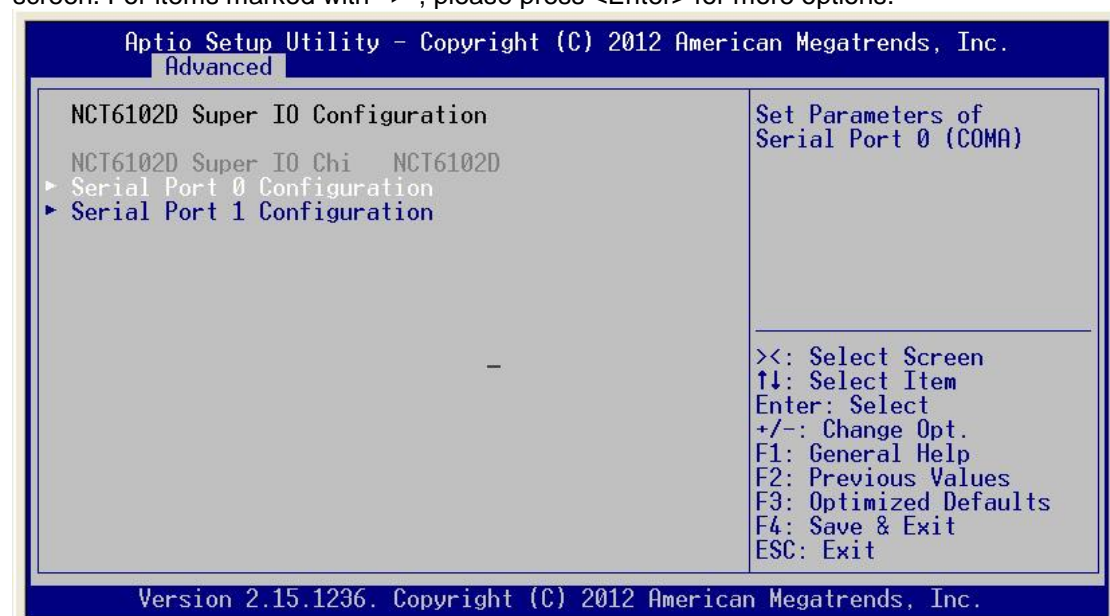 screen. For items marked with " ", please press <Enter> for more options.
Aptio Setup Utility – Copyright (C) 2012 American Megatrends, Inc.
Advanced
NCT6102D Super IO Configuration
NCT6102D Super IO Chi NCT6102D
► Serial Port 0 Configuration
► Serial Port 1 Configuration
Set Parameters of
Serial Port 0 (COMA)
><: Select Screen
↑↓: Select Item
Enter: Select
+/-: Change Opt.
F1: General Help
F2: Previous Values
F3: Optimized Defaults
F4: Save & Exit
ESC: Exit
Version 2.15.1236. Copyright (C) 2012 American Megatrends, Inc.